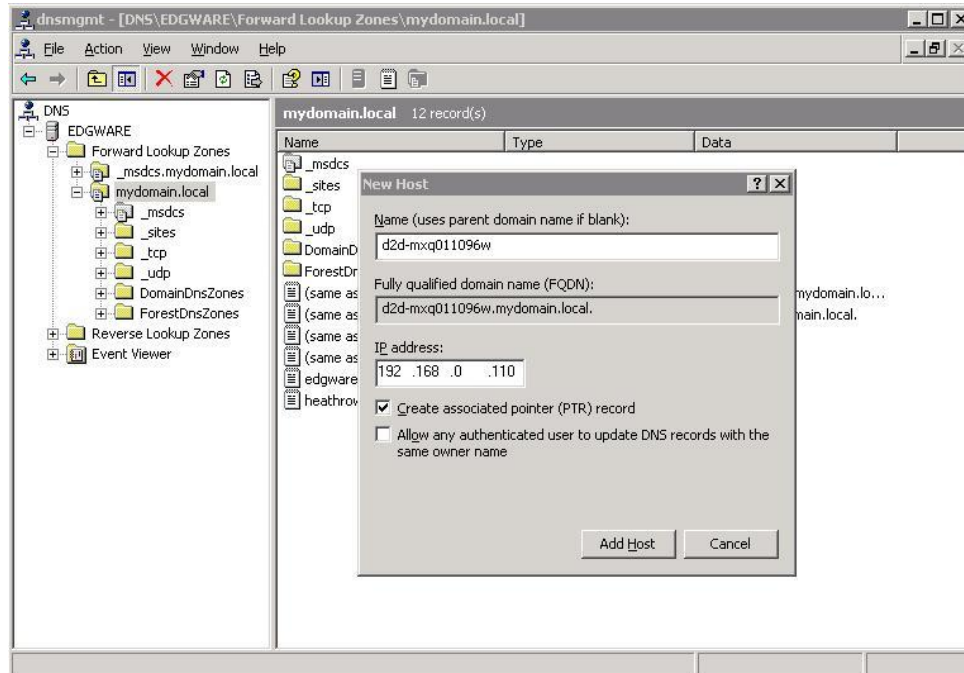 dnsmgmt - [DNS\EDGWARE\Forward Lookup Zones\mydomain.local]
File Action View Window Help
DNS
EDGWARE
Forward Lookup Zones
_msdcs.mydomain.local
mydomain.local
_msdcs
_sites
_tcp
_udp
DomainDnsZones
ForestDnsZones
Reverse Lookup Zones
Event Viewer
mydomain.local 12 record(s)
Name Type Data
_msdcs
_sites
_tcp
_udp
DomainD
ForestDr
(same as
(same as
(same as
(same as
edgware
heathrow
mydomain.lo...
main.local.
New Host
Name (uses parent domain name if blank):
d2d-mxq011096w
Fully qualified domain name (FQDN):
d2d-mxq011096w.mydomain.local.
IP address:
192 .168 .0 .110
Create associated pointer (PTR) record
Allow any authenticated user to update DNS records with the
same owner name
Add Host Cancel